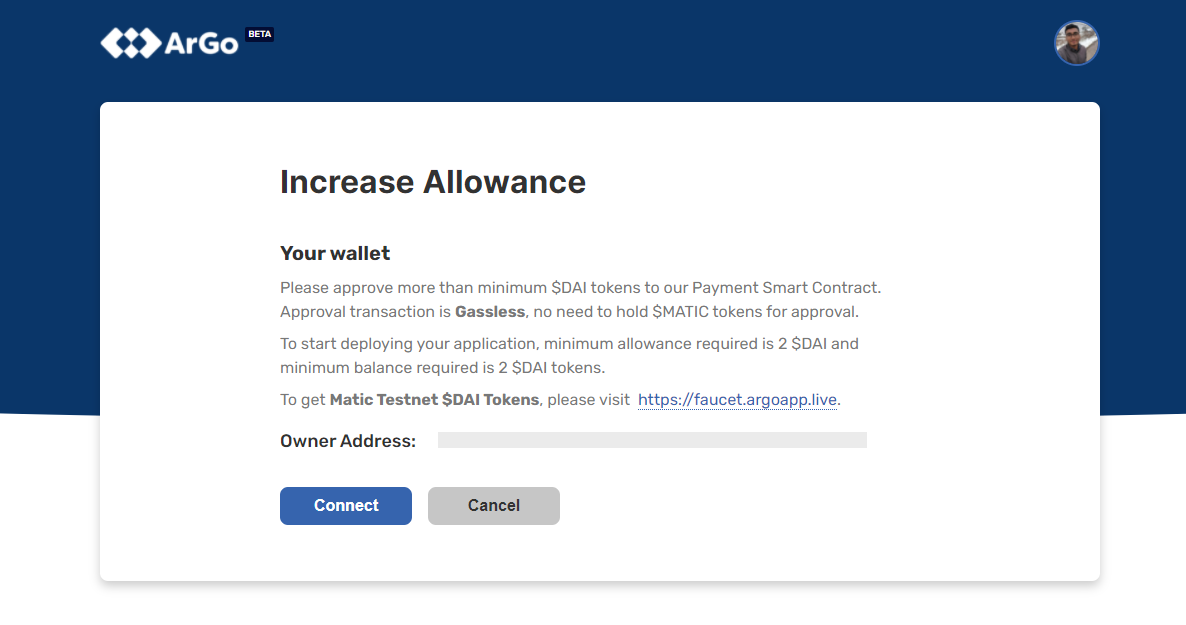 ArGo BETA
Increase Allowance
Your wallet
Please approve more than minimum $DAI tokens to our Payment Smart Contract.
Approval transaction is Gassless, no need to hold $MATIC tokens for approval.
To start deploying your application, minimum allowance required is 2 $DAI and
minimum balance required is 2 $DAI tokens.
To get Matic Testnet $DAI Tokens, please visit https://faucet.argoapp.live.
Owner Address:
Connect Cancel